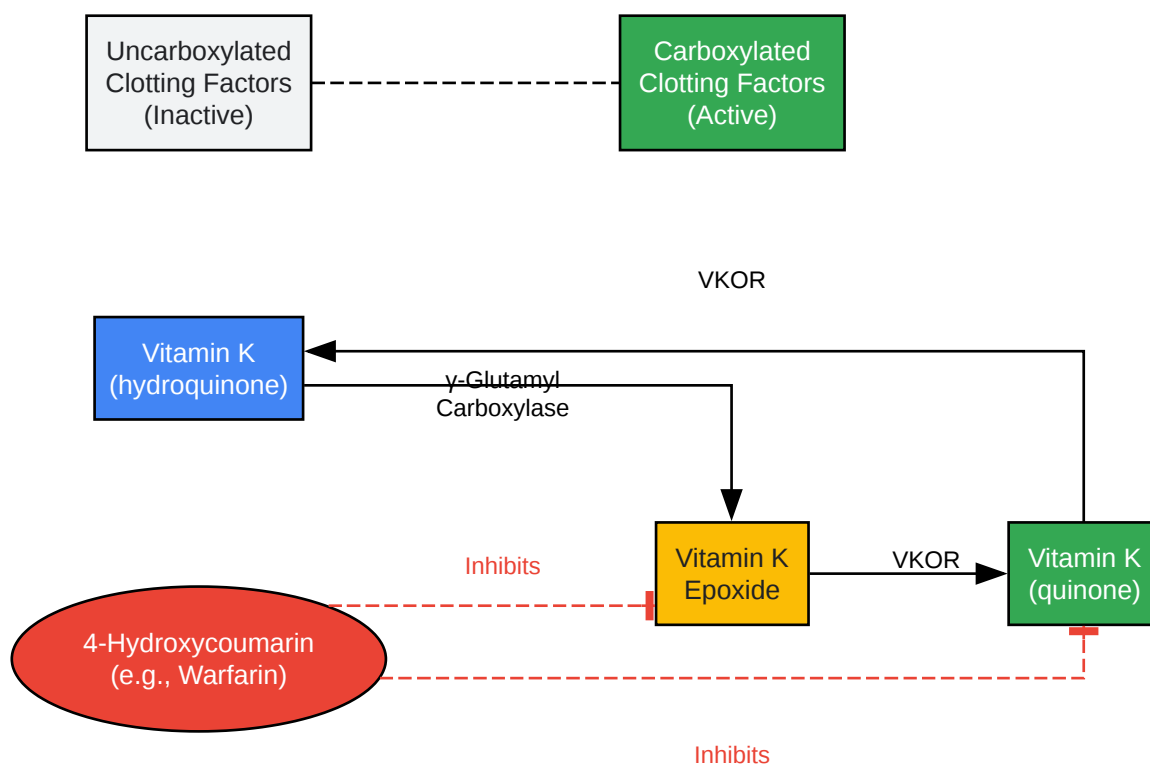 Uncarboxylated
Clotting Factors
(Inactive)
Carboxylated
Clotting Factors
(Active)
VKOR
Vitamin K
(hydroquinone)
γ-Glutamyl
Carboxylase
Inhibits
Vitamin K
Epoxide
VKOR
Vitamin K
(quinone)
4-Hydroxycoumarin
(e.g., Warfarin)
Inhibits